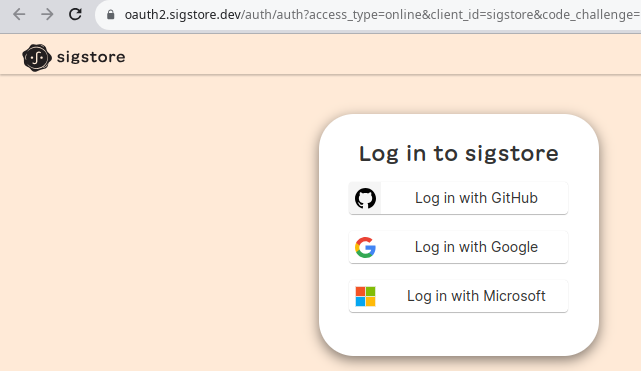 oauth2.sigstore.dev/auth/auth?access_type=online&client_id=sigstore&code_challenge=
sigstore
Log in to sigstore
Log in with GitHub
Log in with Google
Log in with Microsoft